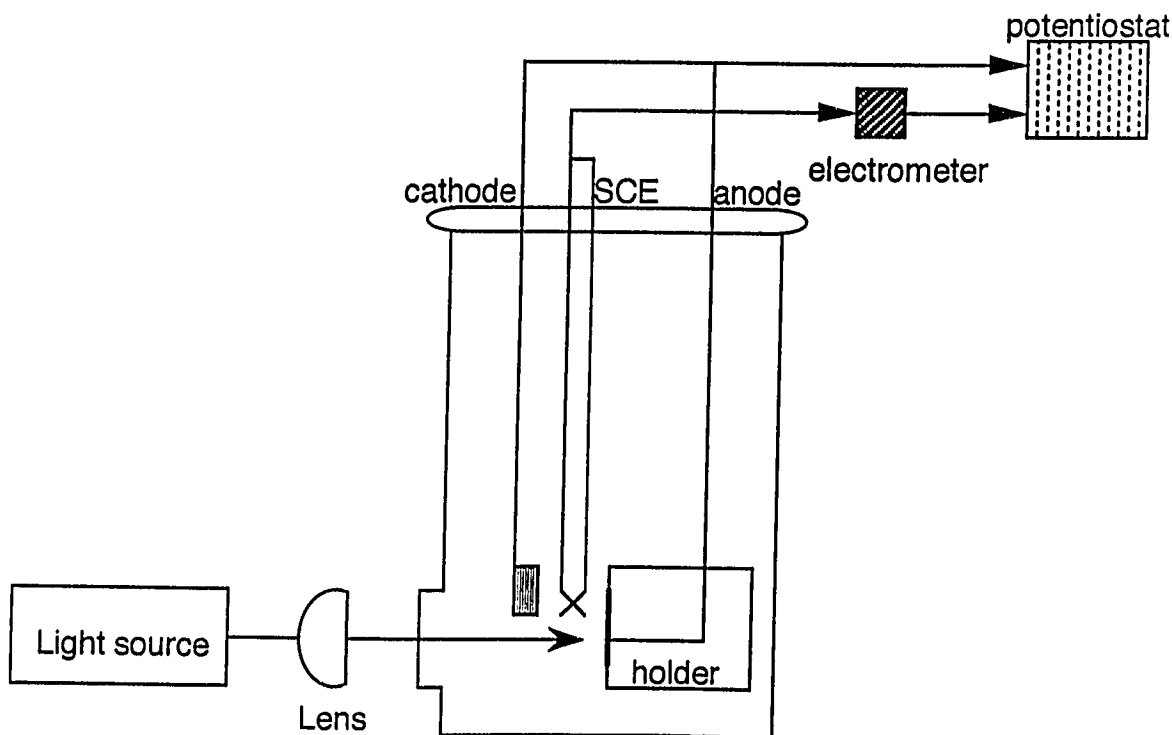 potentiostat
electrometer
cathode SCE anode
Light source
holder
Lens